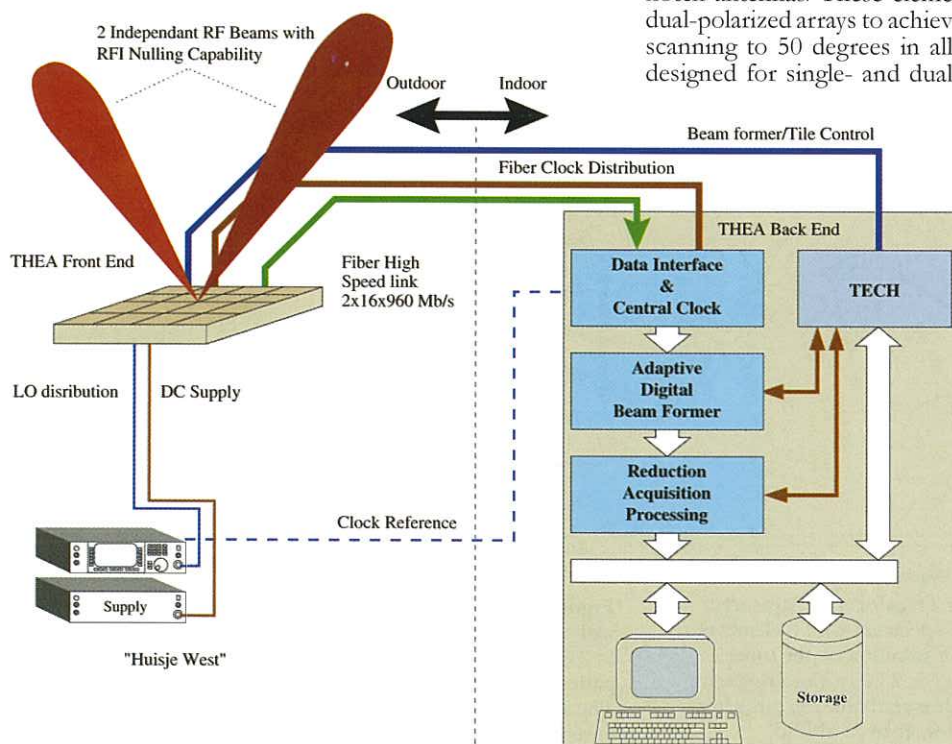 dual-polarized arrays to achiev
scanning to 50 degrees in all
designed for single- and dual
2 Independant RF Beams with
RFI Nulling Capability
Outdoor
Indoor
Beam former/Tile Control
Fiber Clock Distribution
THEA Back End
THEA Front End
Fiber High
Speed link
2x16x960 Mb/s
Data Interface
&
Central Clock
TECH
LO disribution
DC Supply
Adaptive
Digital
Beam Former
Reduction
Acquisition
Processing
Clock Reference
Supply
"Huisje West"
Storage